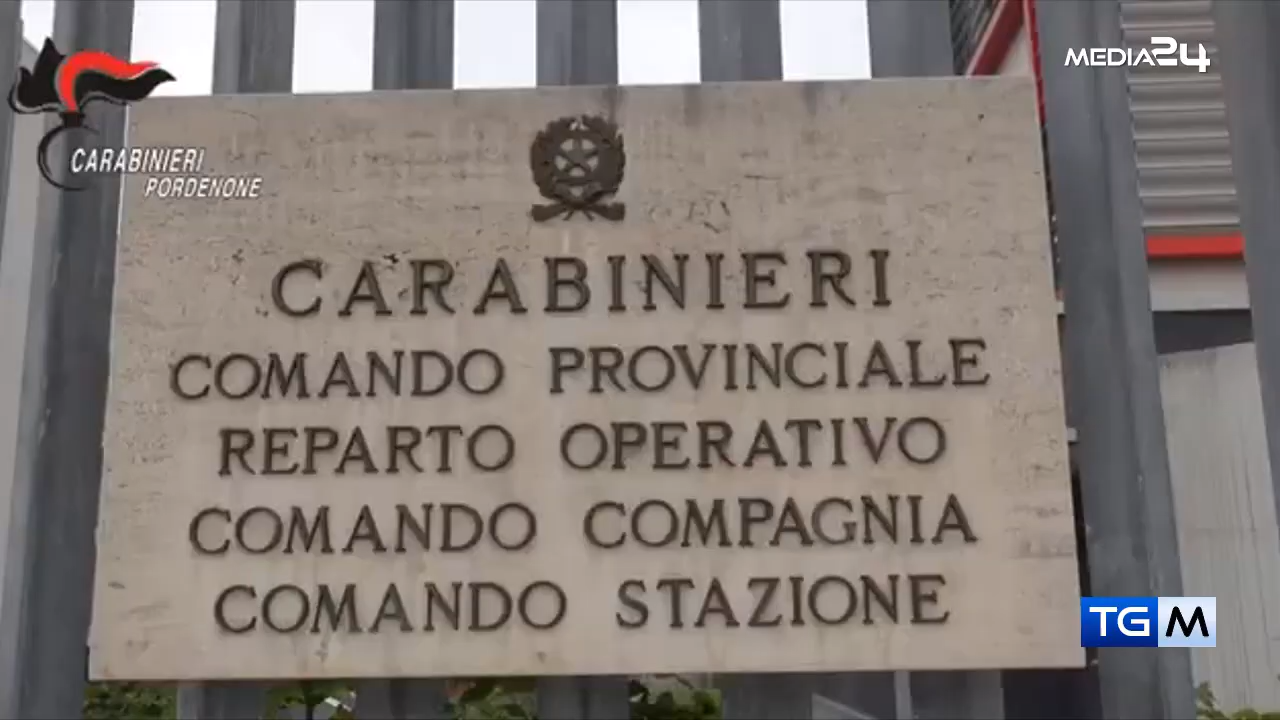 MEDIA24
CARABINIERI
PORDENONE
CARABINIERI
COMANDO PROVINCIALE
REPARTO OPERATIVO
COMANDO COMPAGNIA
COMANDO STAZIONE
TGM